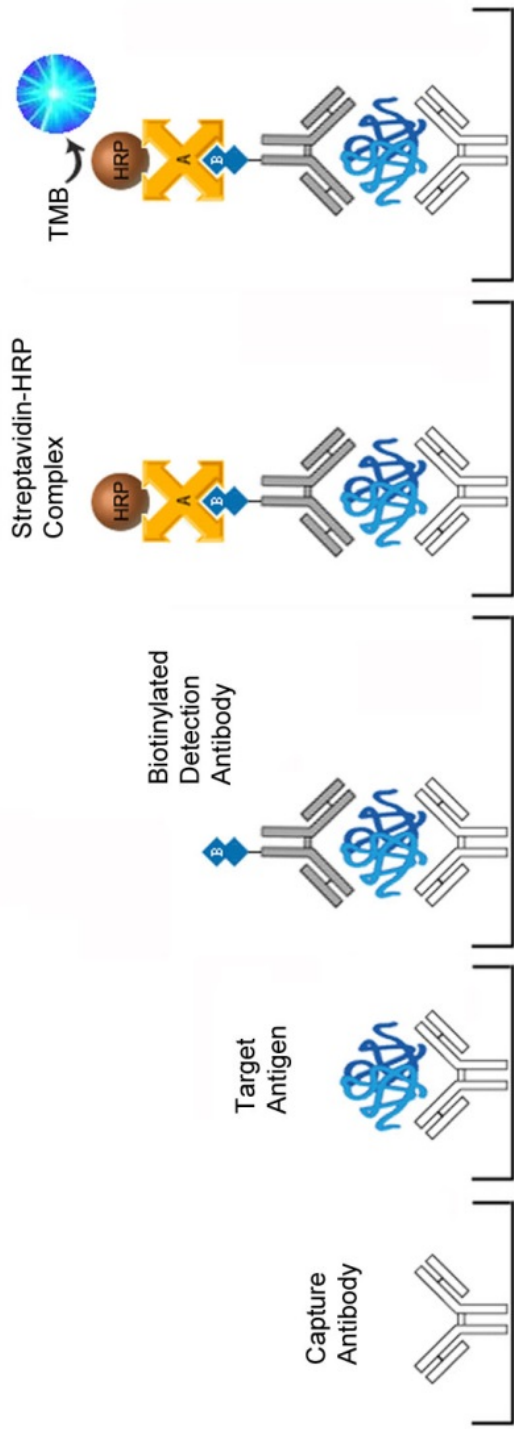 Capture
Antibody
Target
Antigen
B
Biotinylated
Detection
Antibody
Streptavidin-HRP
Complex
HRP
A
B
TMB
HRP
A
B